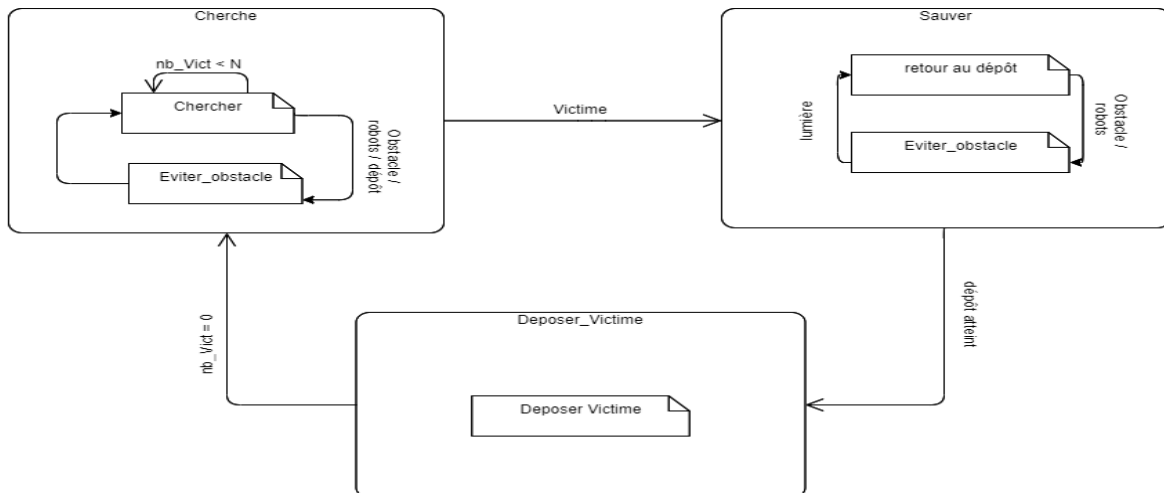 Cherche
nb_Vict < N
Chercher
Obstacle /
robots / dépôt
Eviter_obstacle
Victime
Sauver
retour au dépôt
lumière
Obstacle /
robots
Eviter_obstacle
dépôt atteint
nb_Vict = 0
Deposer_Victime
Deposer Victime